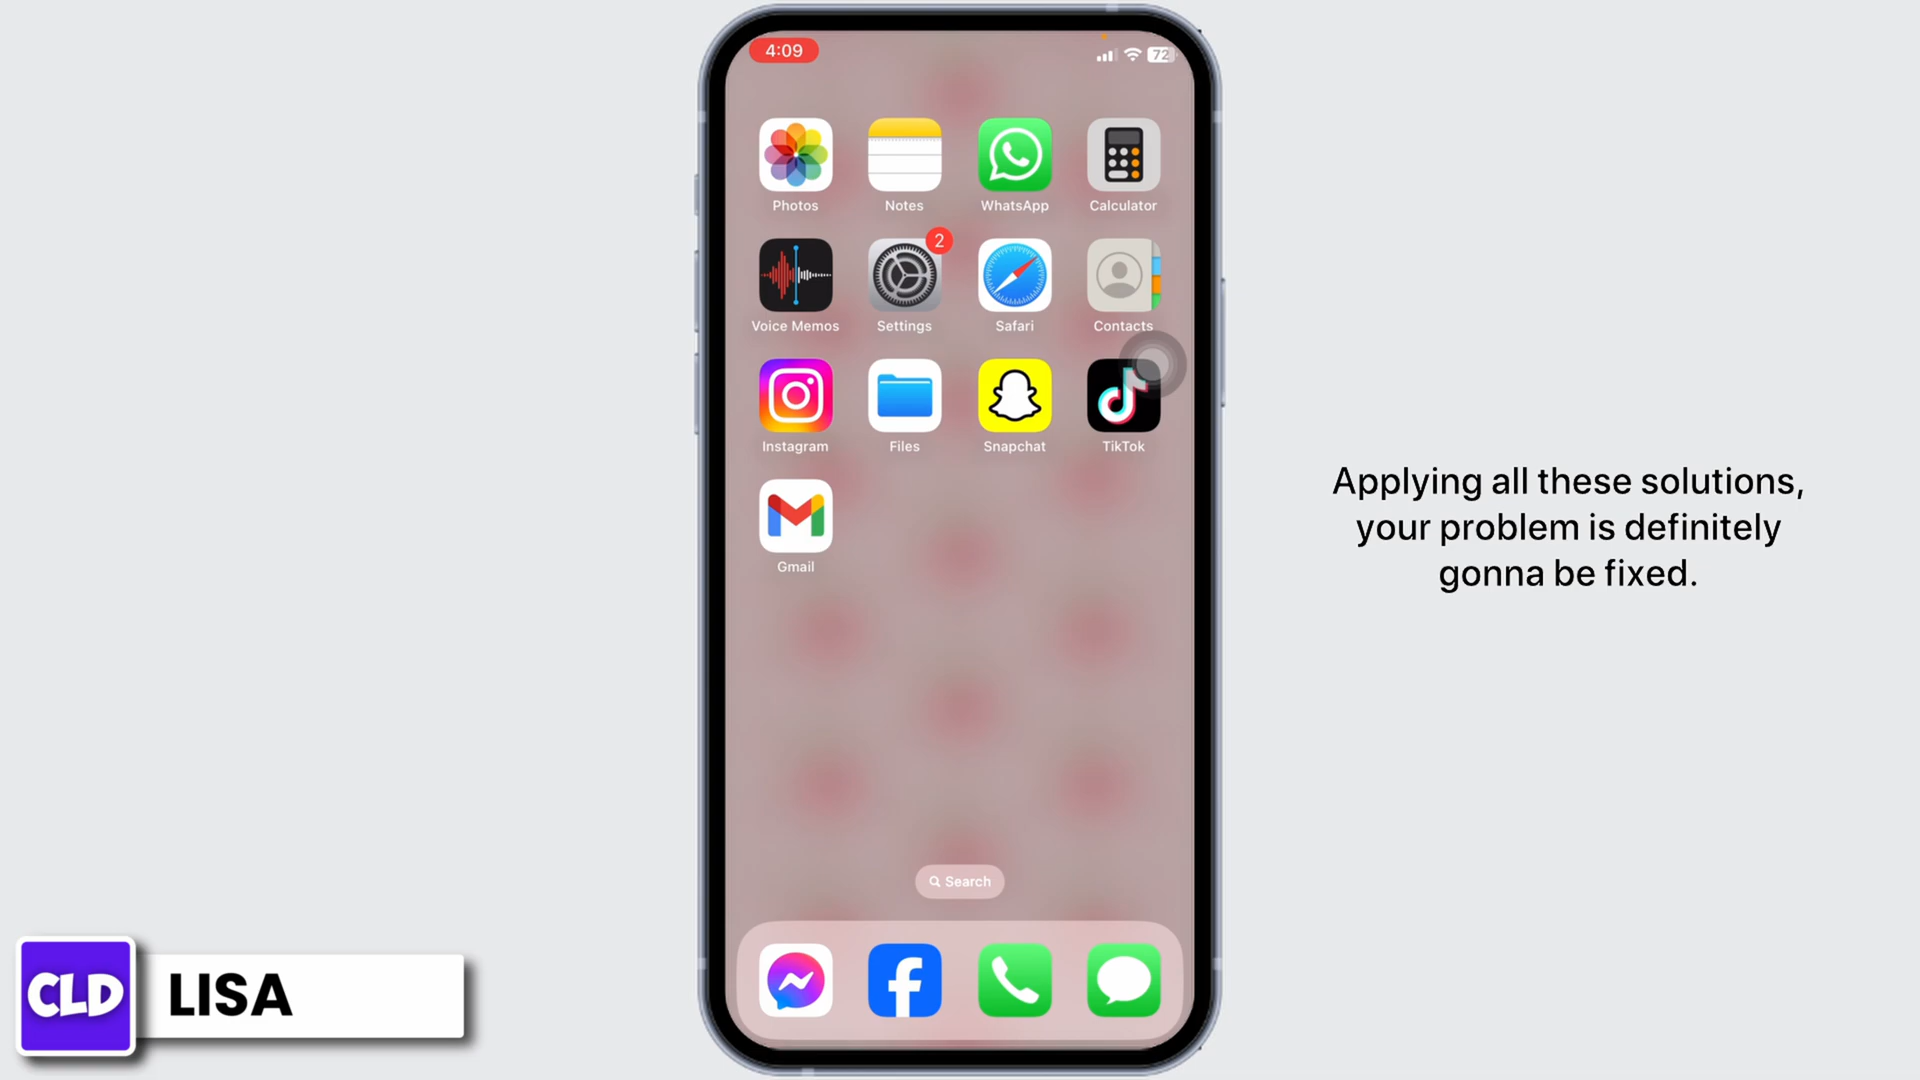 4:09
72
Photos
Notes
WhatsApp
Calculator
2
Voice Memos
Settings
Safari
Contacts
Instagram
Files
Snapchat
TikTok
Gmail
Applying all these solutions,
your problem is definitely
gonna be fixed.
Search
CLD
LISA